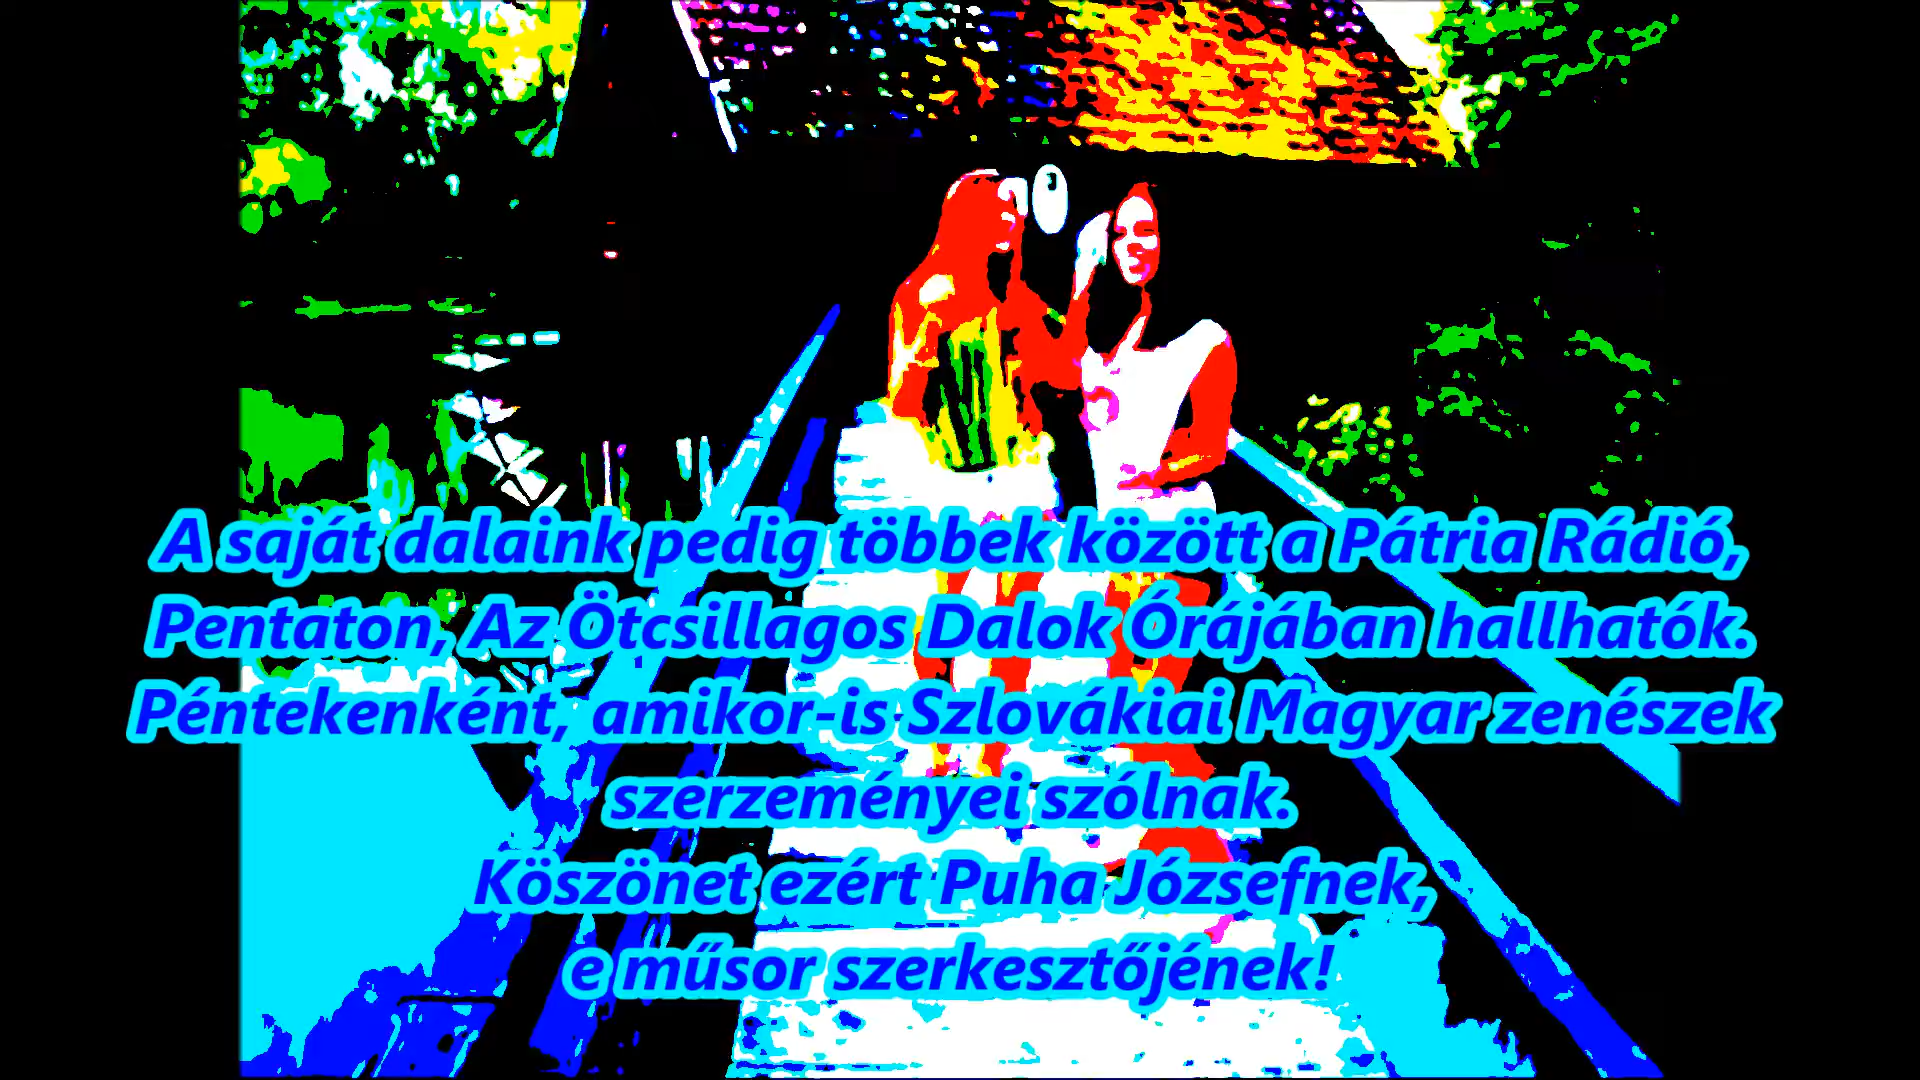 A saját dalaink pedig többek között a Pátria Rádió,
Pentaton, Az Ötcsillagos Dalok Órájában hallhatók.
Péntekenként, amikor-is Szlovákiai Magyar zenészek
szerzeményei szólnak.
Köszönet ezért Puha Józsefnek,
e műsor szerkesztőjének!